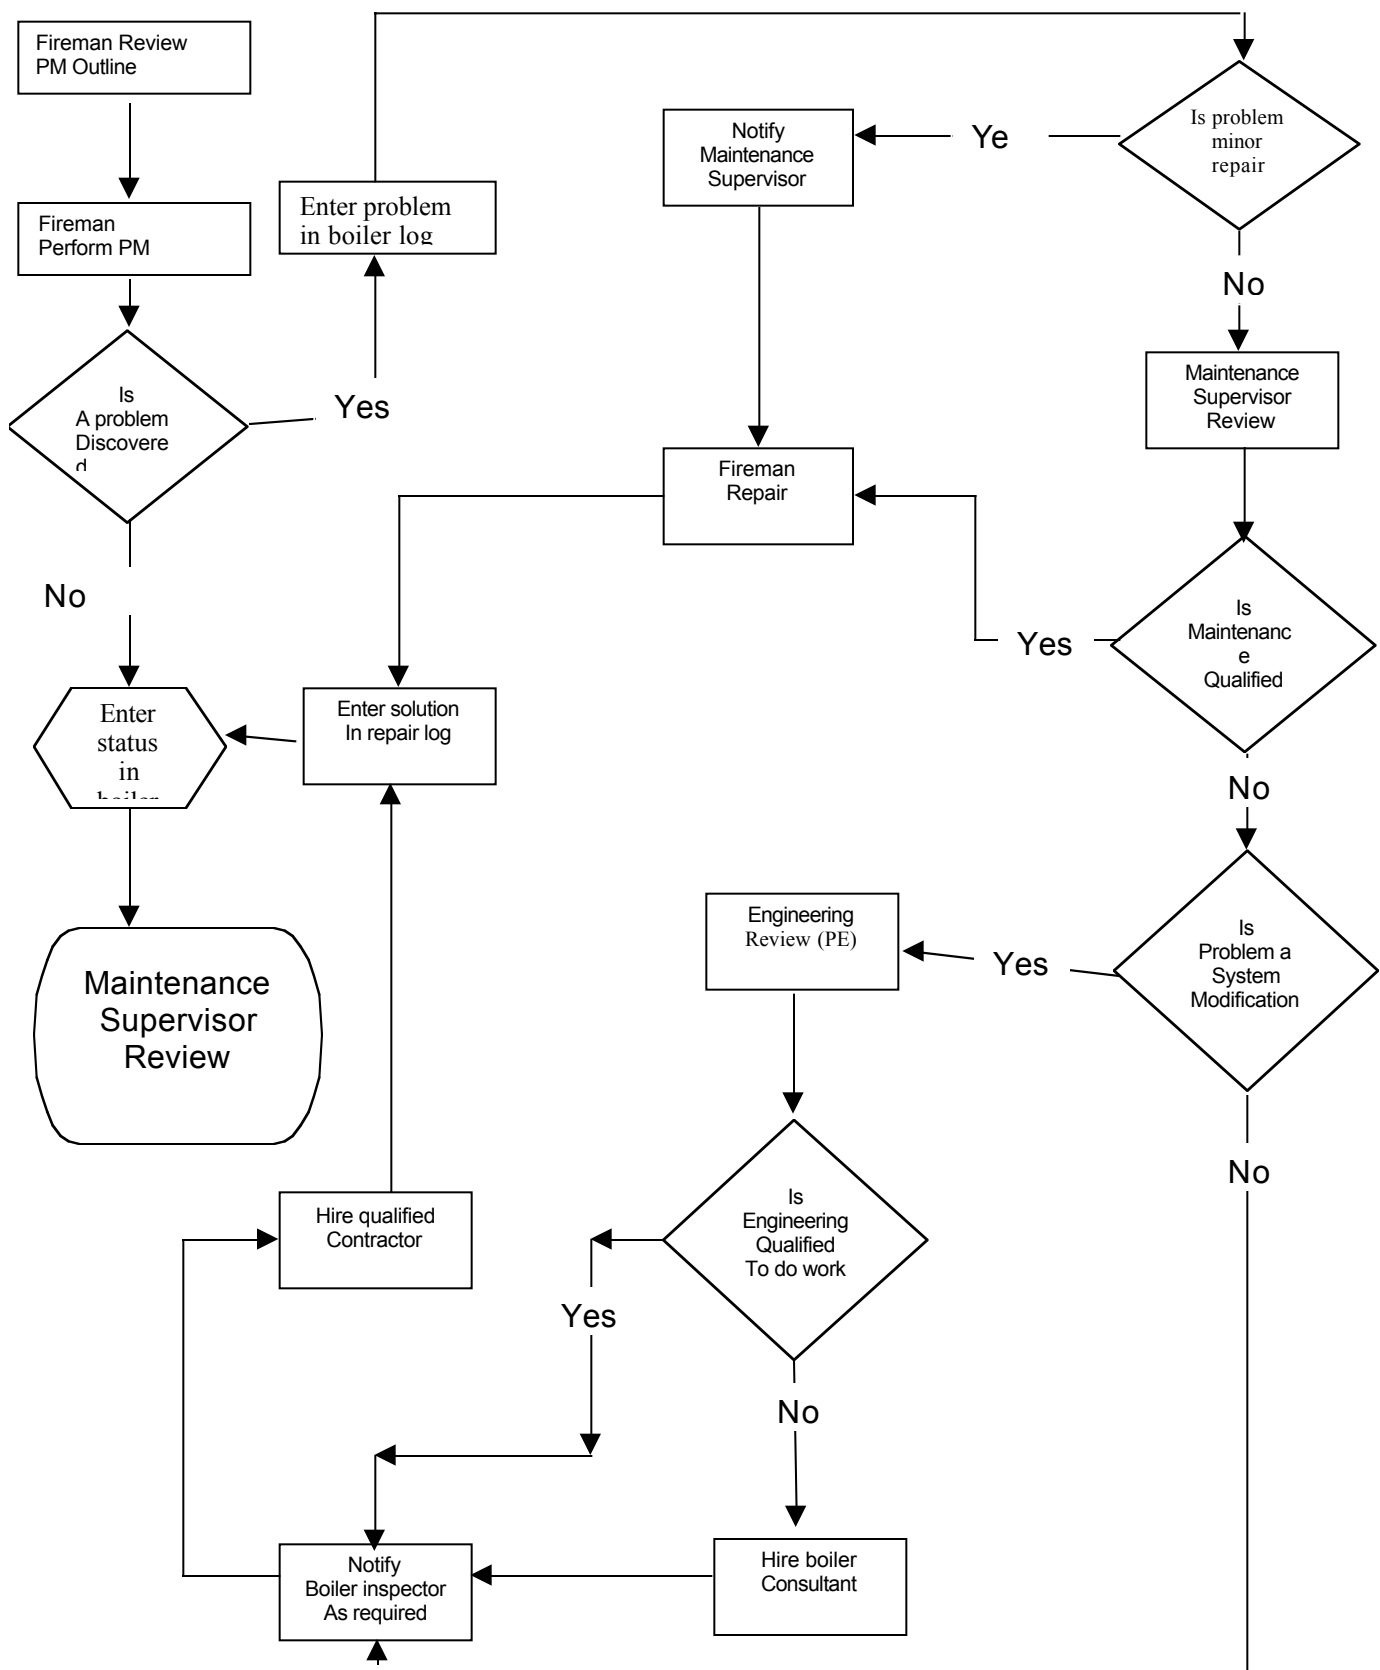 Fireman Review
PM Outline
Fireman
Perform PM
Is
A problem
Discovere
d
Yes
No
Enter problem
in boiler log
Is problem
minor
repair
Ye
No
Notify
Maintenance
Supervisor
Maintenance
Supervisor
Review
Fireman
Repair
Is
Maintenanc
e
Qualified
Yes
No
Enter solution
In repair log
Enter
status
in
boiler
Maintenance
Supervisor
Review
Is
Problem a
System
Modification
Yes
No
Engineering
Review (PE)
Is
Engineering
Qualified
To do work
Yes
No
Hire qualified
Contractor
Hire boiler
Consultant
Notify
Boiler inspector
As required